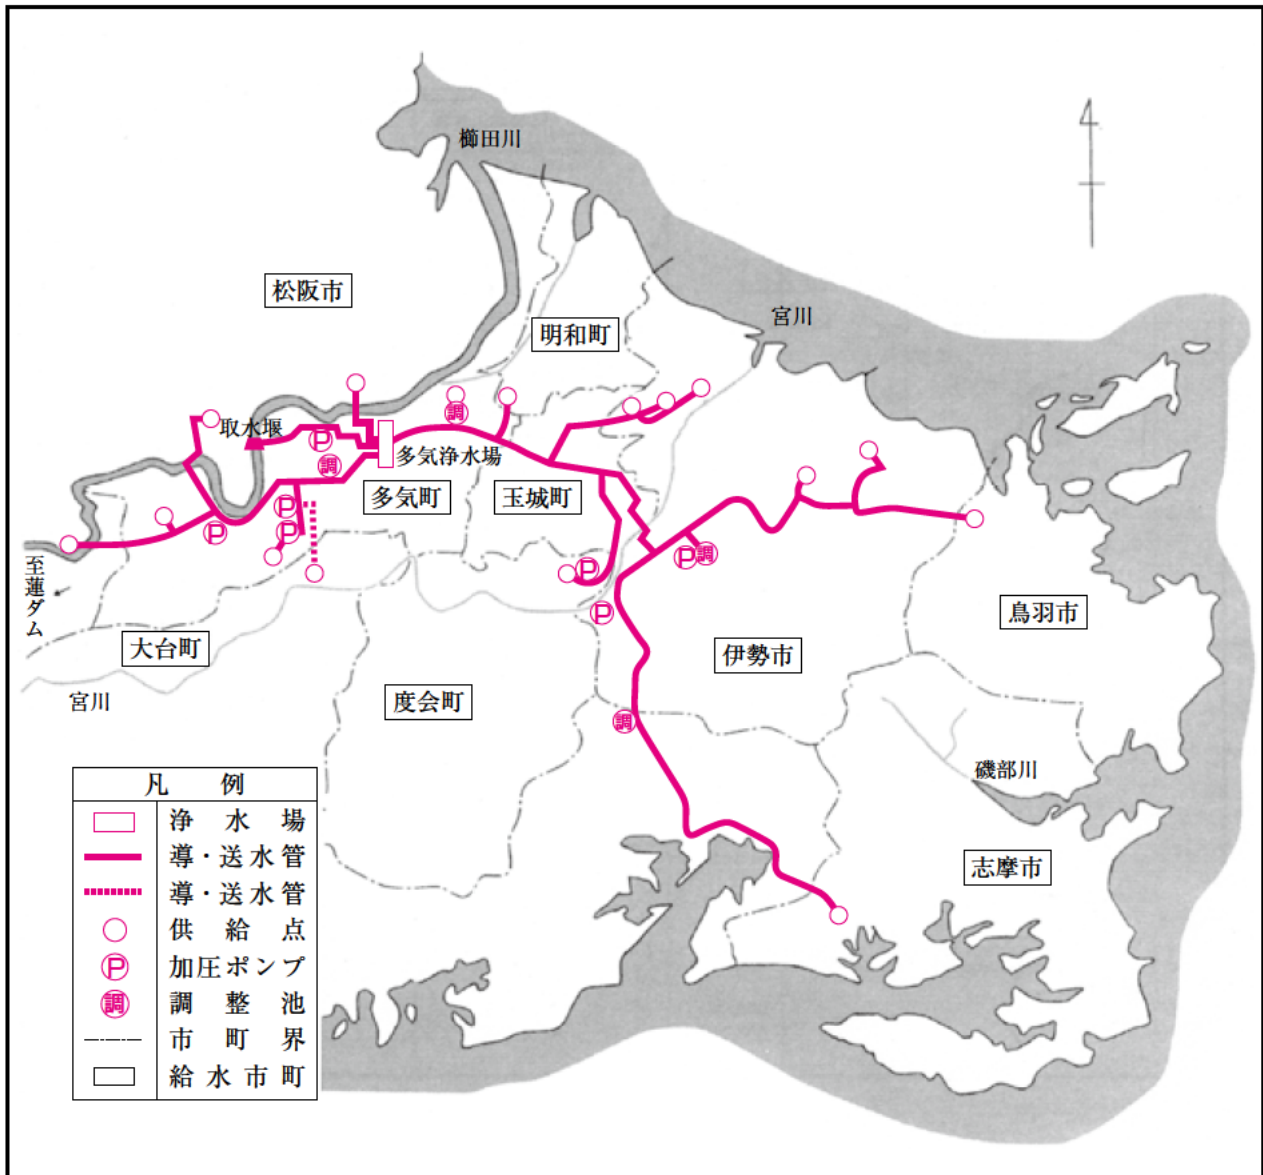 櫛田川
松阪市
宮川
明和町
取水堰
P
調
調
多気浄水場
多気町
玉城町
P
P
P
P
P
調
P
至蓮ダム
大台町
宮川
度会町
伊勢市
鳥羽市
調
磯部川
志摩市
凡例
浄水場
導・送水管
導・送水管
供給点
P 加圧ポンプ
調 調整池
市町界
給水市町